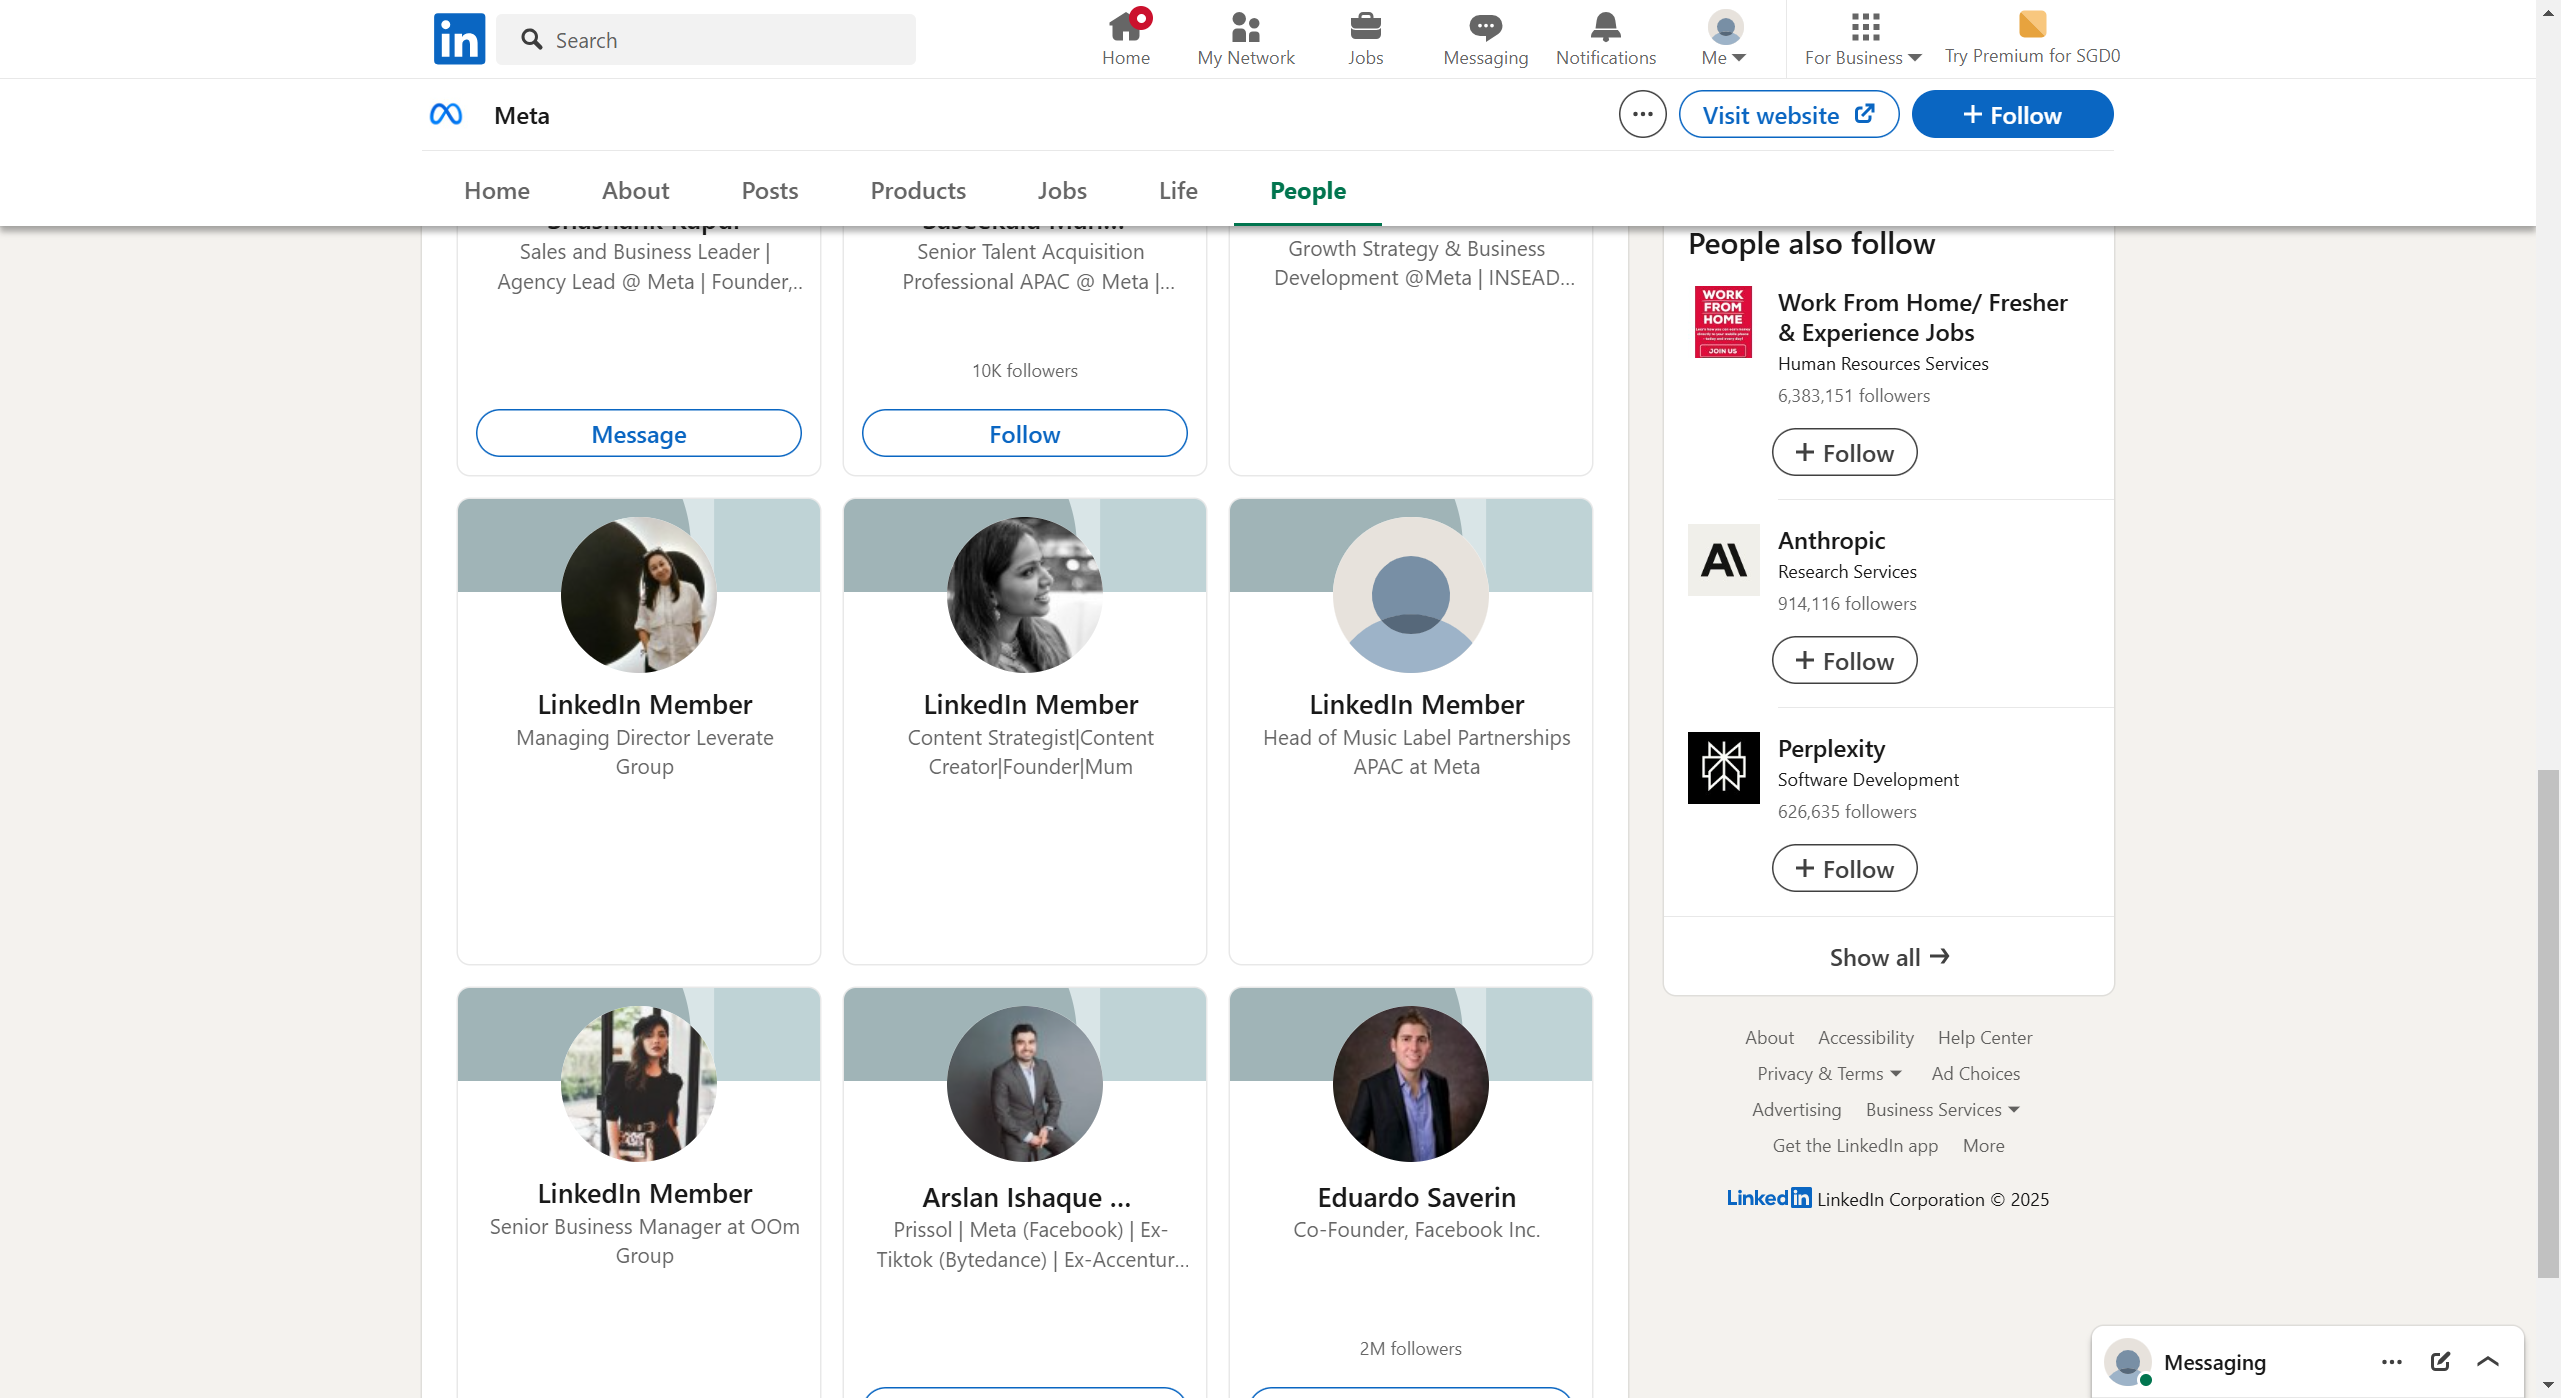 in
Search
Home
My Network
Jobs
Messaging
Notifications
Me
For Business
Try Premium for SGD0
Meta
Visit website
+ Follow
Home
About
Posts
Products
Jobs
Life
People
Sales and Business Leader |
Agency Lead @ Meta | Founder,..
Message
Senior Talent Acquisition
Professional APAC @ Meta |...
10K followers
Follow
Growth Strategy & Business
Development @Meta | INSEAD...
LinkedIn Member
Managing Director Leverate
Group
LinkedIn Member
Content Strategist|Content
Creator|Founder|Mum
LinkedIn Member
Head of Music Label Partnerships
APAC at Meta
LinkedIn Member
Senior Business Manager at OOm
Group
Arslan Ishaque ...
Prissol | Meta (Facebook) | Ex-
Tiktok (Bytedance) | Ex-Accentur...
Eduardo Saverin
Co-Founder, Facebook Inc.
2M followers
People also follow
WORK
FROM
HOME
JOIN US
Work From Home/ Fresher
& Experience Jobs
Human Resources Services
6,383,151 followers
+ Follow
A\
Anthropic
Research Services
914,116 followers
+ Follow
Perplexity
Software Development
626,635 followers
+ Follow
Show all →
About Accessibility Help Center
Privacy & Terms Ad Choices
Advertising Business Services
Get the LinkedIn app More
LinkedIn LinkedIn Corporation © 2025
Messaging